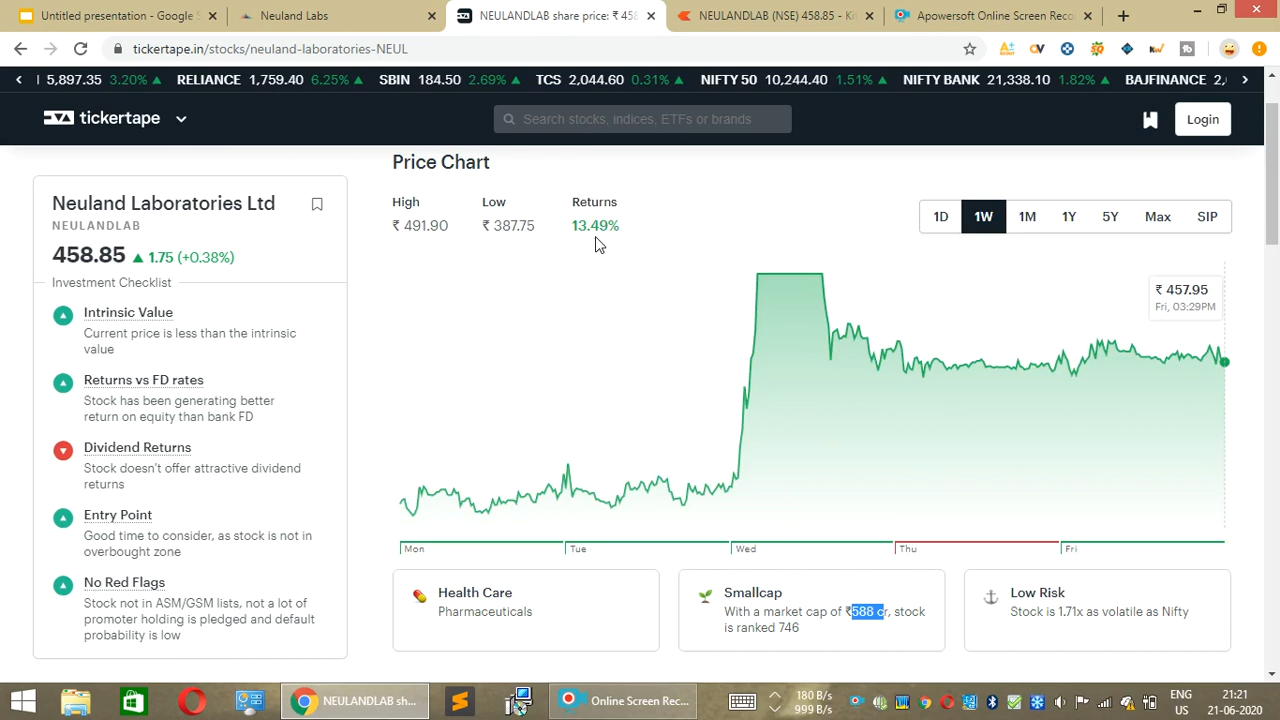 Untitled presentation - Google
Neuland Labs
NEULANDLAB share price: ₹ 458
NEULANDLAB (NSE) 458.85 - Kit
Apowersoft Online Screen Rec
tickertape.in/stocks/neuland-laboratories-NEUL
5,897.35 3.20% RELIANCE 1,759.40 6.25% SBIN 184.50 2.69% TCS 2,044.60 0.31% NIFTY 50 10,244.40 1.51% NIFTY BANK 21,338.10 1.82% BAJFINANCE 2,
tickertape
Search stocks, indices, ETFs or brands
Login
Neuland Laboratories Ltd
NEULANDLAB
458.85 1.75 (+0.38%)
Investment Checklist
Intrinsic Value
Current price is less than the intrinsic
value
Returns vs FD rates
Stock has been generating better
return on equity than bank FD
Dividend Returns
Stock doesn't offer attractive dividend
returns
Entry Point
Good time to consider, as stock is not in
overbought zone
No Red Flags
Stock not in ASM/GSM lists, not a lot of
promoter holding is pledged and default
probability is low
Price Chart
High Low Returns
₹ 491.90 ₹ 387.75 13.49%
1D 1W 1M 1Y 5Y Max SIP
₹ 457.95
Fri, 03:29PM
Mon Tue Wed Thu Fri
Health Care
Pharmaceuticals
Smallcap
With a market cap of ₹588 cr, stock
is ranked 746
Low Risk
Stock is 1.71x as volatile as Nifty
NEULANDLAB sha...
Online Screen Rec...
180 B/s
999 B/s
ENG
US
21:21
21-06-2020